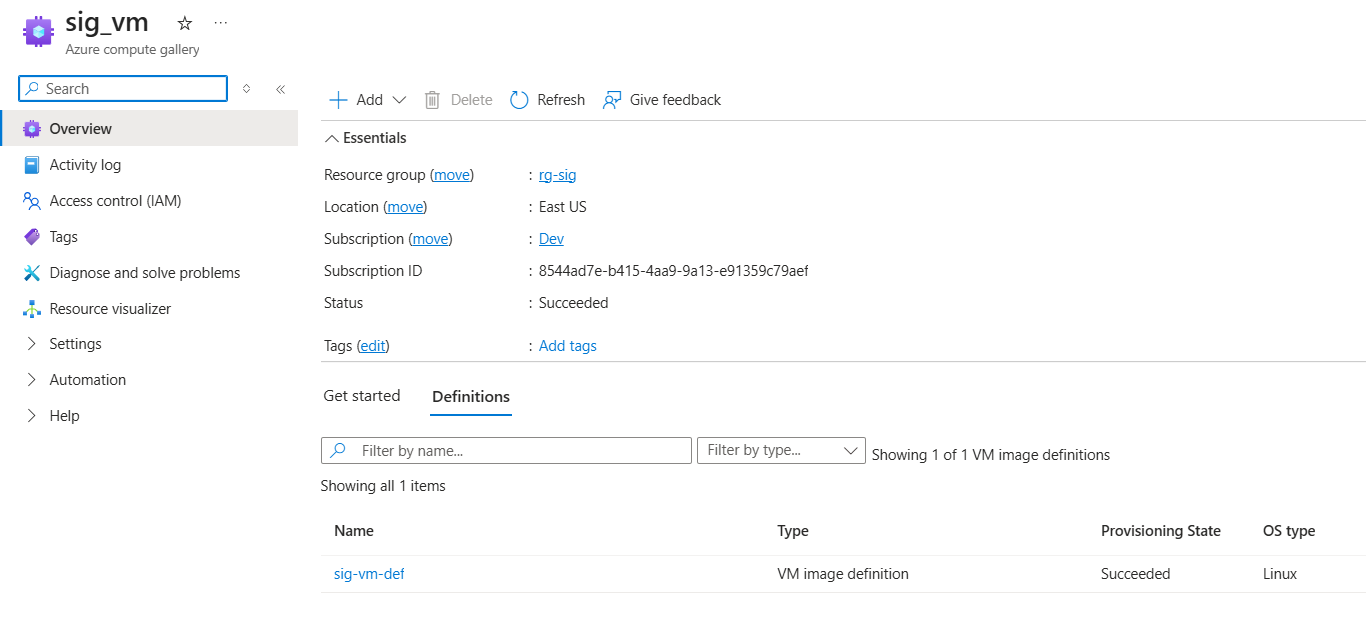 sig_vm
Azure compute gallery
Search
Overview
Activity log
Access control (IAM)
Tags
Diagnose and solve problems
Resource visualizer
Settings
Automation
Help
Add
Delete
Refresh
Give feedback
Essentials
Resource group (move) : rg-sig
Location (move) : East US
Subscription (move) : Dev
Subscription ID : 8544ad7e-b415-4aa9-9a13-e91359c79aef
Status : Succeeded
Tags (edit) : Add tags
Get started Definitions
Filter by name... Filter by type... Showing 1 of 1 VM image definitions
Showing all 1 items
Name Type Provisioning State OS type
sig-vm-def VM image definition Succeeded Linux